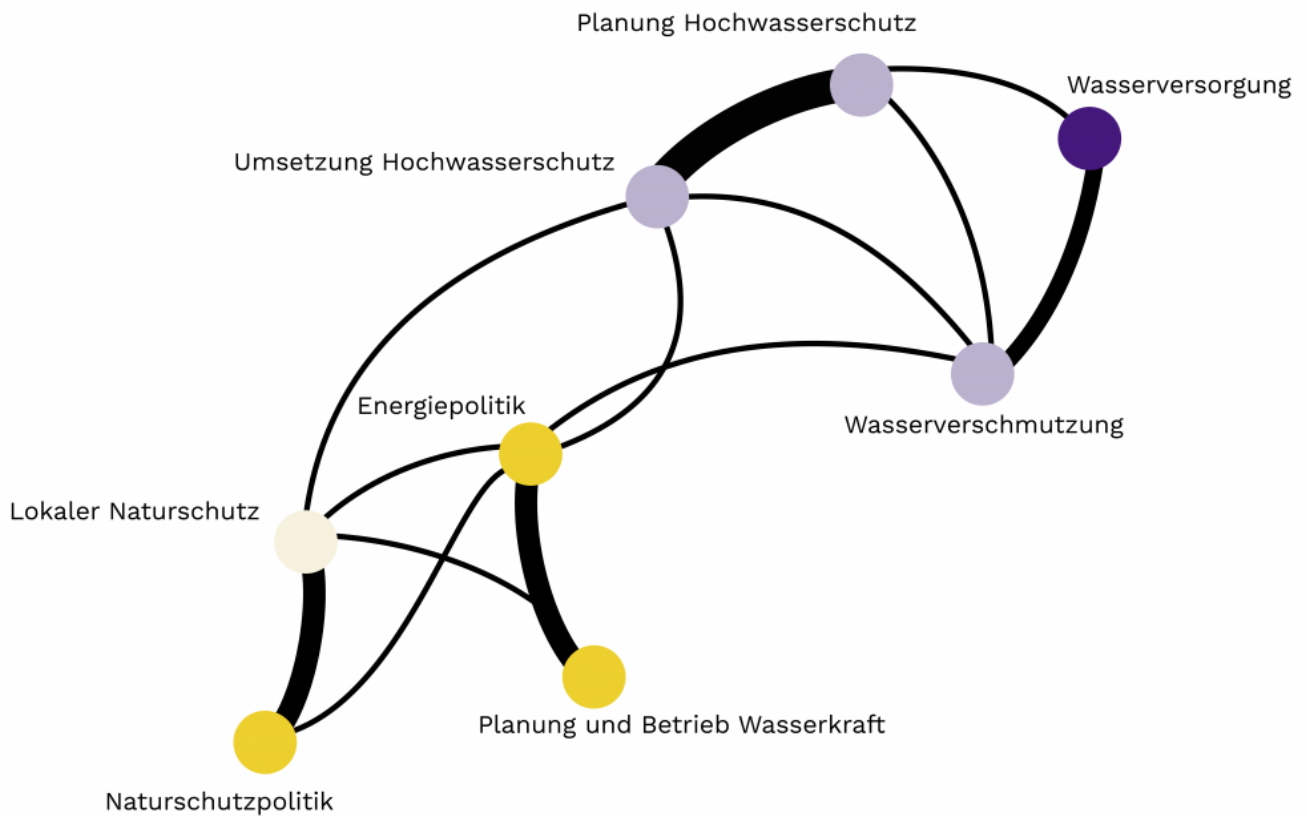 Planung Hochwasserschutz
Wasserversorgung
Umsetzung Hochwasserschutz
Energiepolitik
Wasserverschmutzung
Lokaler Naturschutz
Planung und Betrieb Wasserkraft
Naturschutzpolitik